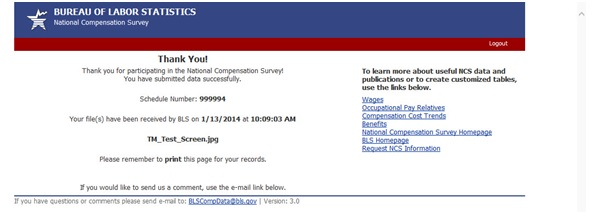 BUREAU OF LABOR STATISTICS
National Compensation Survey
Logout
Thank You!
Thank you for participating in the National Compensation Survey!
You have submitted data successfully.
Schedule Number: 999994
Your file(s) have been received by BLS on 1/13/2014 at 10:09:03 AM
TM_Test_Screen.jpg
Please remember to print this page for your records.
If you would like to send us a comment, use the e-mail link below.
To learn more about useful NCS data and
publications or to create customized tables,
use the links below.
Wages
Occupational Pay Relatives
Compensation Cost Trends
Benefits
National Compensation Survey Homepage
BLS Homepage
Request NCS Information
If you have questions or comments please send e-mail to: BLSCompData@bls.gov | Version: 3.0